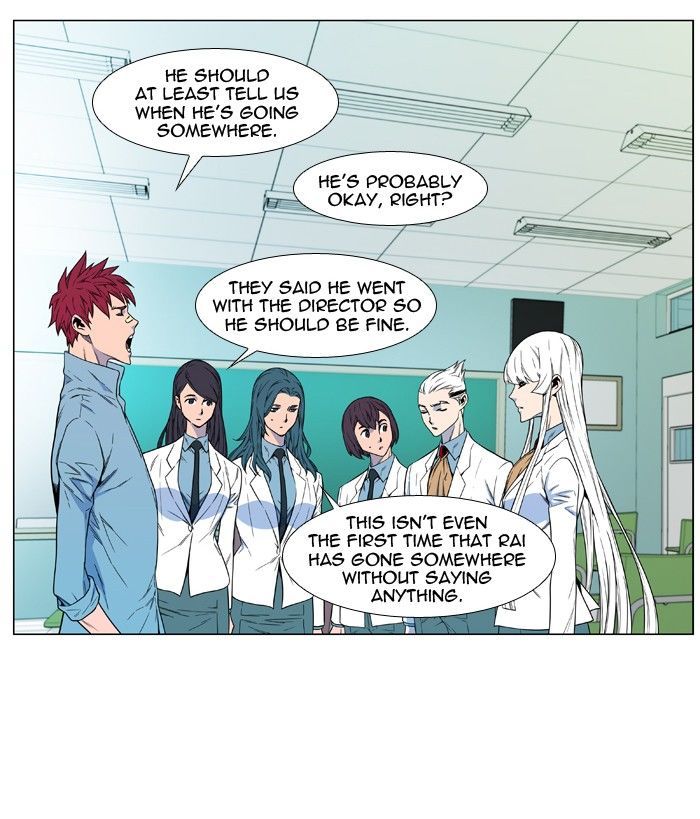 HE SHOULD
AT LEAST TELL US
WHEN HE'S GOING
SOMEWHERE.
HE'S PROBABLY
OKAY, RIGHT?
THEY SAID HE WENT
WITH THE DIRECTOR SO
HE SHOULD BE FINE.
THIS ISN'T EVEN
THE FIRST TIME THAT RAI
HAS GONE SOMEWHERE
WITHOUT SAYING
ANYTHING.